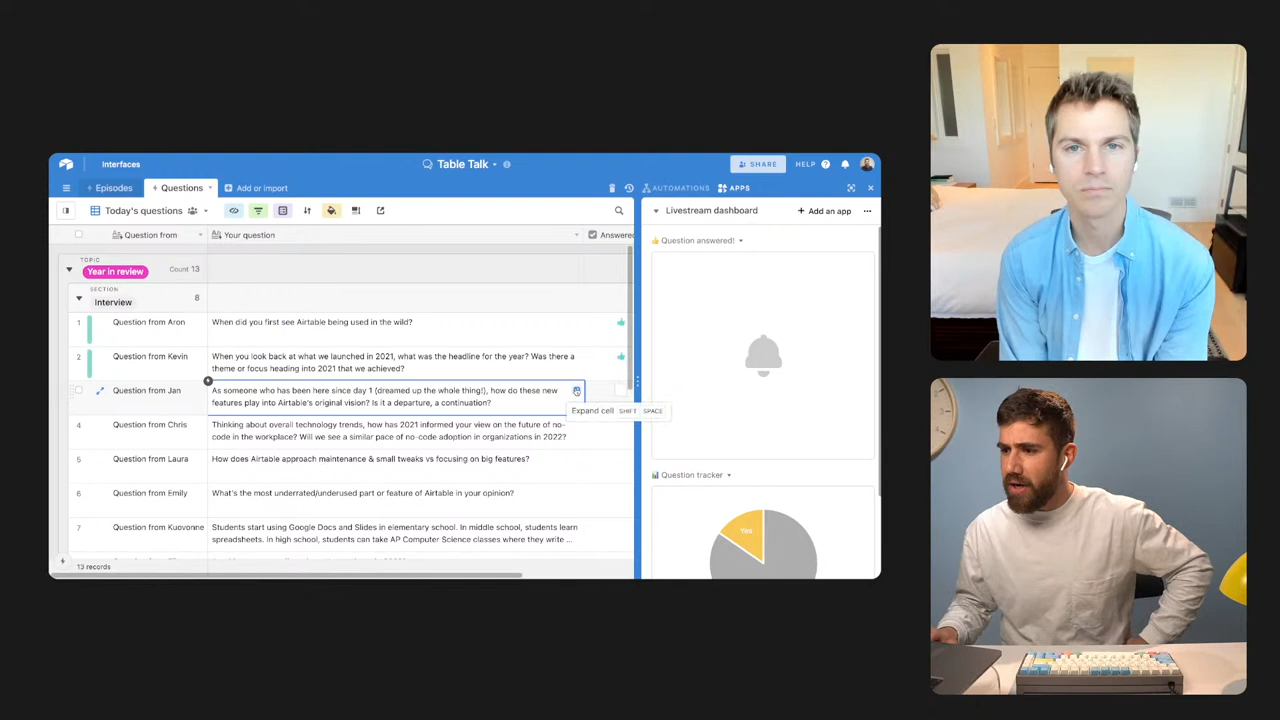 Interfaces
Table Talk
SHARE
HELP
Episodes
Questions
Add or import
AUTOMATIONS
APPS
Today's questions
Livestream dashboard
+ Add an app
Question from
Your question
Answered
👍 Question answered!
TOPIC
Year in review
Count 13
SECTION
Interview
8
1
Question from Aron
When did you first see Airtable being used in the wild?
2
Question from Kevin
When you look back at what we launched in 2021, what was the headline for the year? Was there a
theme or focus heading into 2021 that we achieved?
Question from Jan
As someone who has been here since day 1 (dreamed up the whole thing!), how do these new
features play into Airtable's original vision? Is it a departure, a continuation?
Expand cell SHIFT SPACE
4
Question from Chris
Thinking about overall technology trends, how has 2021 informed your view on the future of no-
code in the workplace? Will we see a similar pace of no-code adoption in organizations in 2022?
5
Question from Laura
How does Airtable approach maintenance & small tweaks vs focusing on big features?
Question tracker
6
Question from Emily
What's the most underrated/underused part or feature of Airtable in your opinion?
7
Question from Kuovonne
Students start using Google Docs and Slides in elementary school. In middle school, students learn
spreadsheets. In high school, students can take AP Computer Science classes where they write ...
Yes
13 records